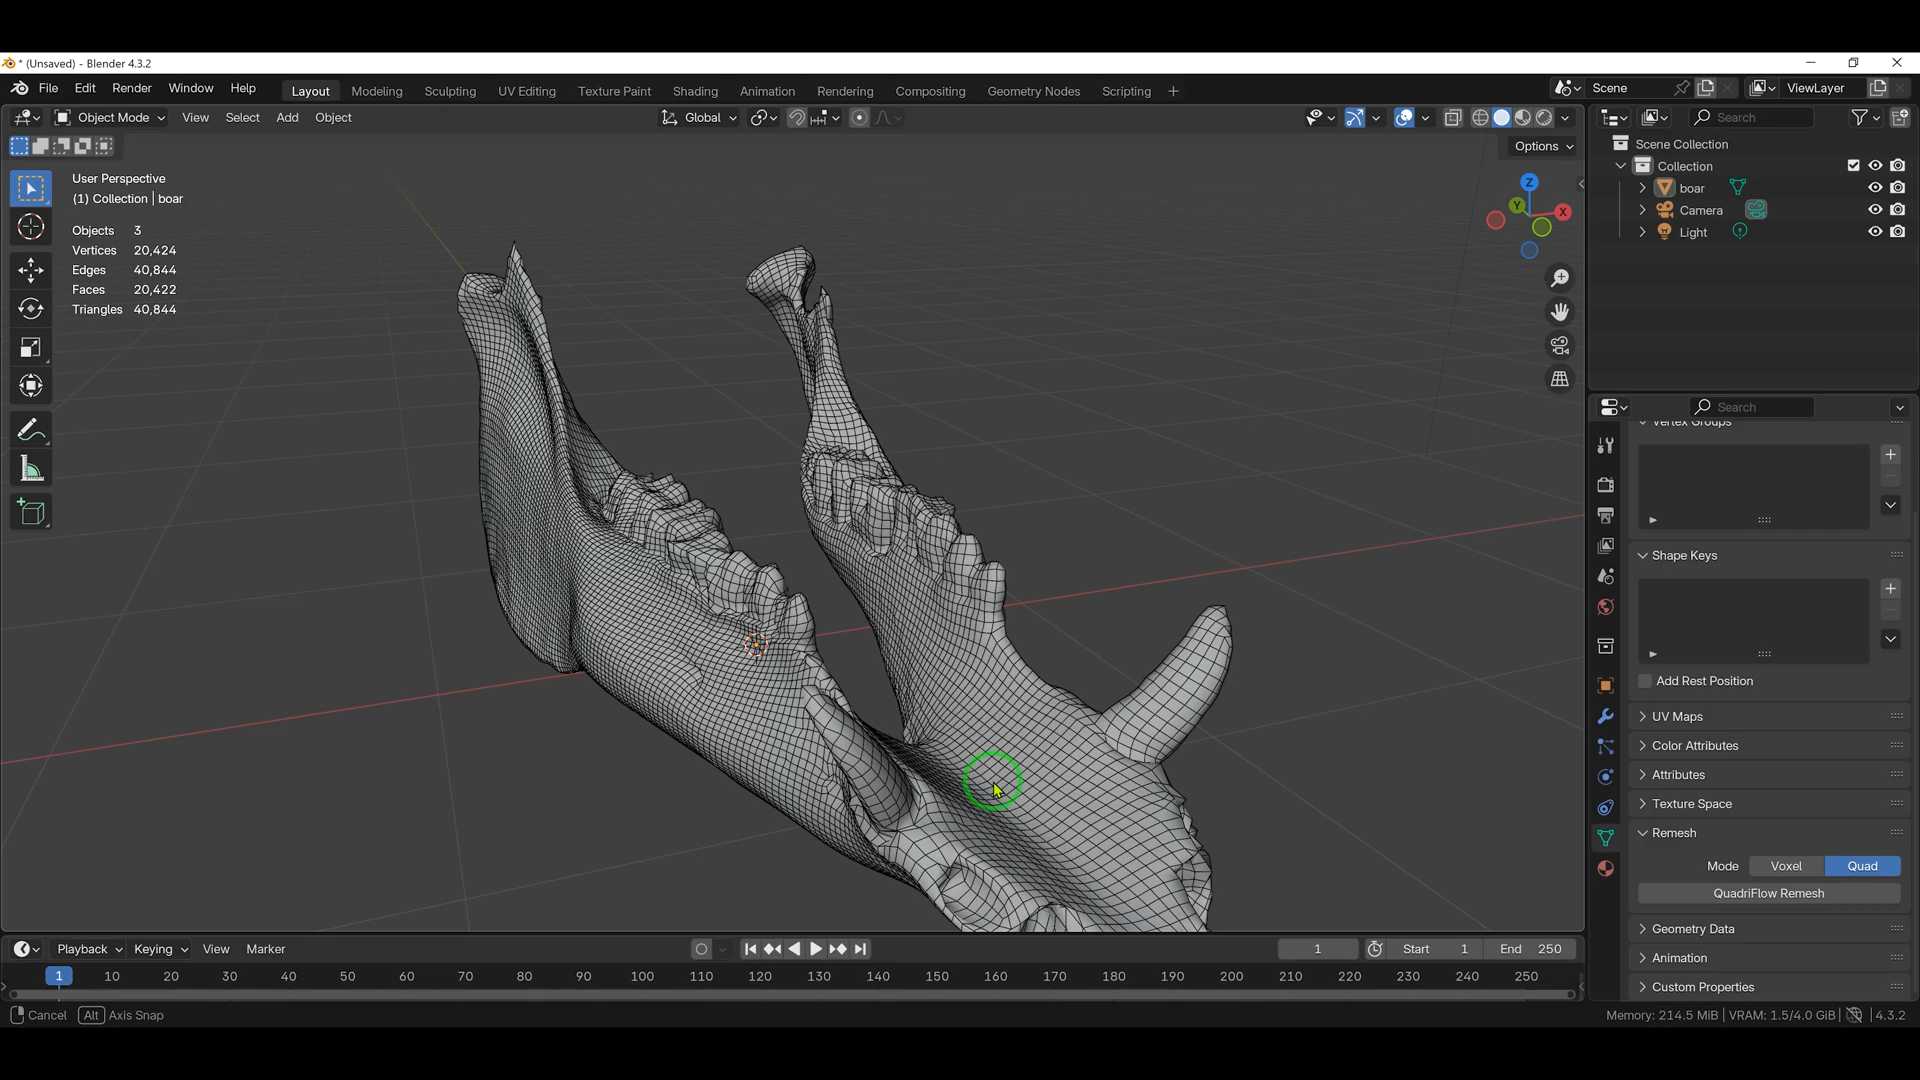 * (Unsaved) - Blender 4.3.2
File Edit Render Window Help Layout Modeling Sculpting UV Editing Texture Paint Shading Animation Rendering Compositing Geometry Nodes Scripting + Scene ViewLayer
Object Mode View Select Add Object Global Search
Options
User Perspective
(1) Collection | boar
Objects 3
Vertices 20,424
Edges 40,844
Faces 20,422
Triangles 40,844
Z
Y
X
Scene Collection
Collection
boar
Camera
Light
Search
Vertex Groups
Shape Keys
Add Rest Position
UV Maps
Color Attributes
Attributes
Texture Space
Remesh
Mode Voxel Quad
QuadriFlow Remesh
Geometry Data
Animation
Custom Properties
Playback Keying View Marker 1 Start 1 End 250
1 10 20 30 40 50 60 70 80 90 100 110 120 130 140 150 160 170 180 190 200 210 220 230 240 250
Cancel Alt Axis Snap Memory: 214.5 MiB | VRAM: 1.5/4.0 GiB | 4.3.2